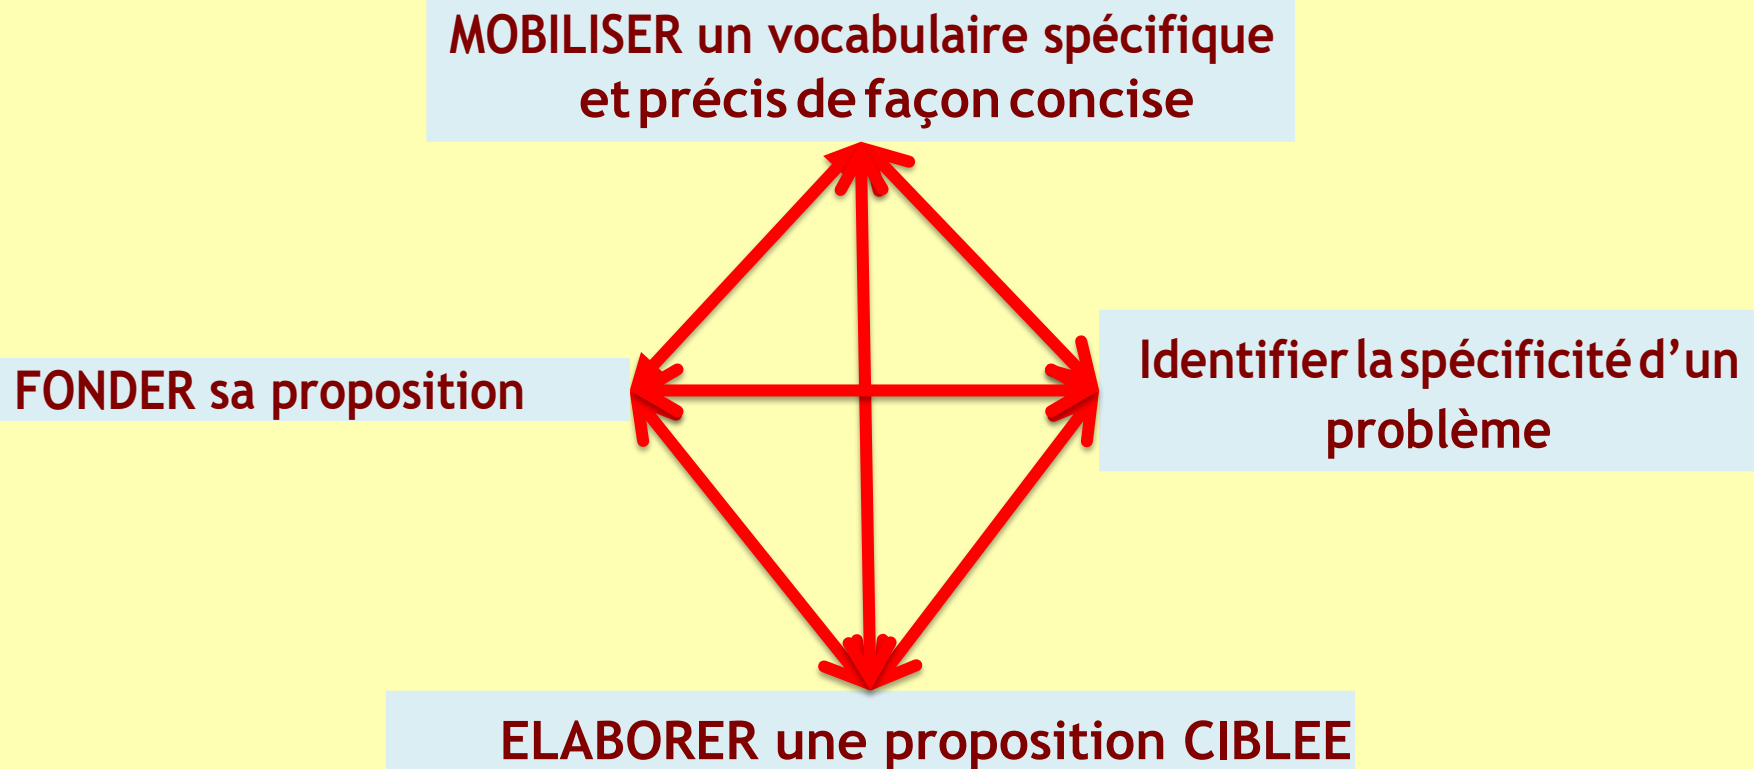 MOBILISER un vocabulaire spécifique
et précis de façon concise
FONDER sa proposition
Identifier la spécificité d’un
problème
ELABORER une proposition CIBLEE